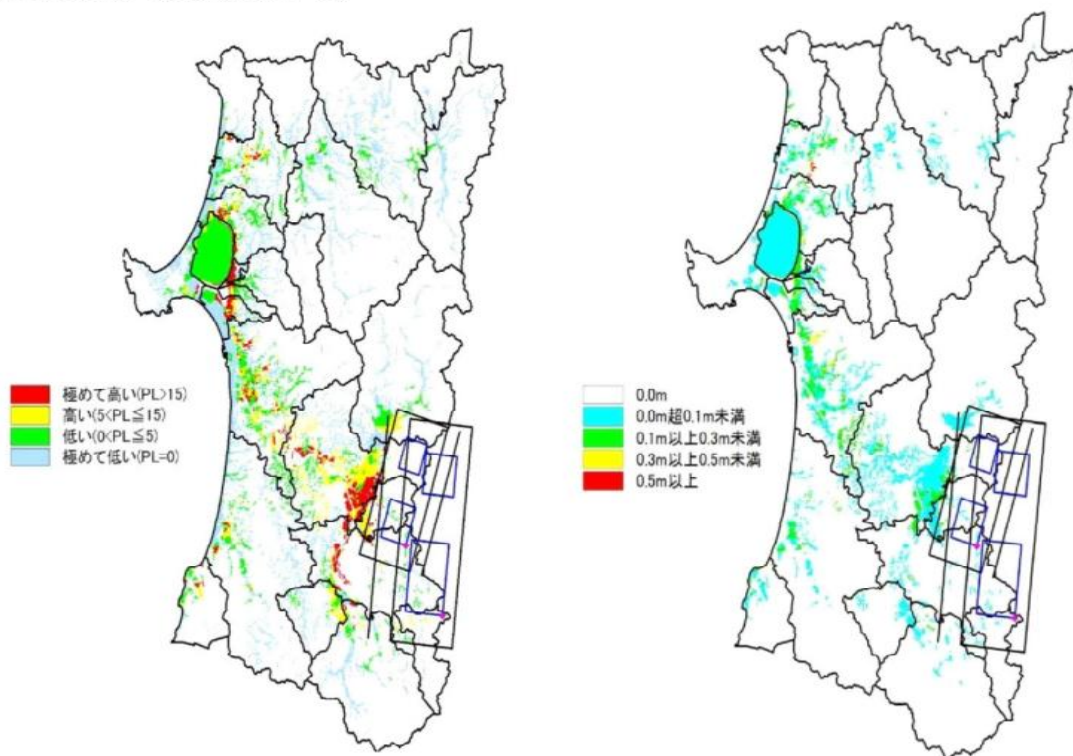 極めて高い(PL>15)
高い(5<PL≦15)
低い(0<PL≦5)
極めて低い(PL=0)
0.0m
0.0m超0.1m未満
0.1m以上0.3m未満
0.3m以上0.5m未満
0.5m以上